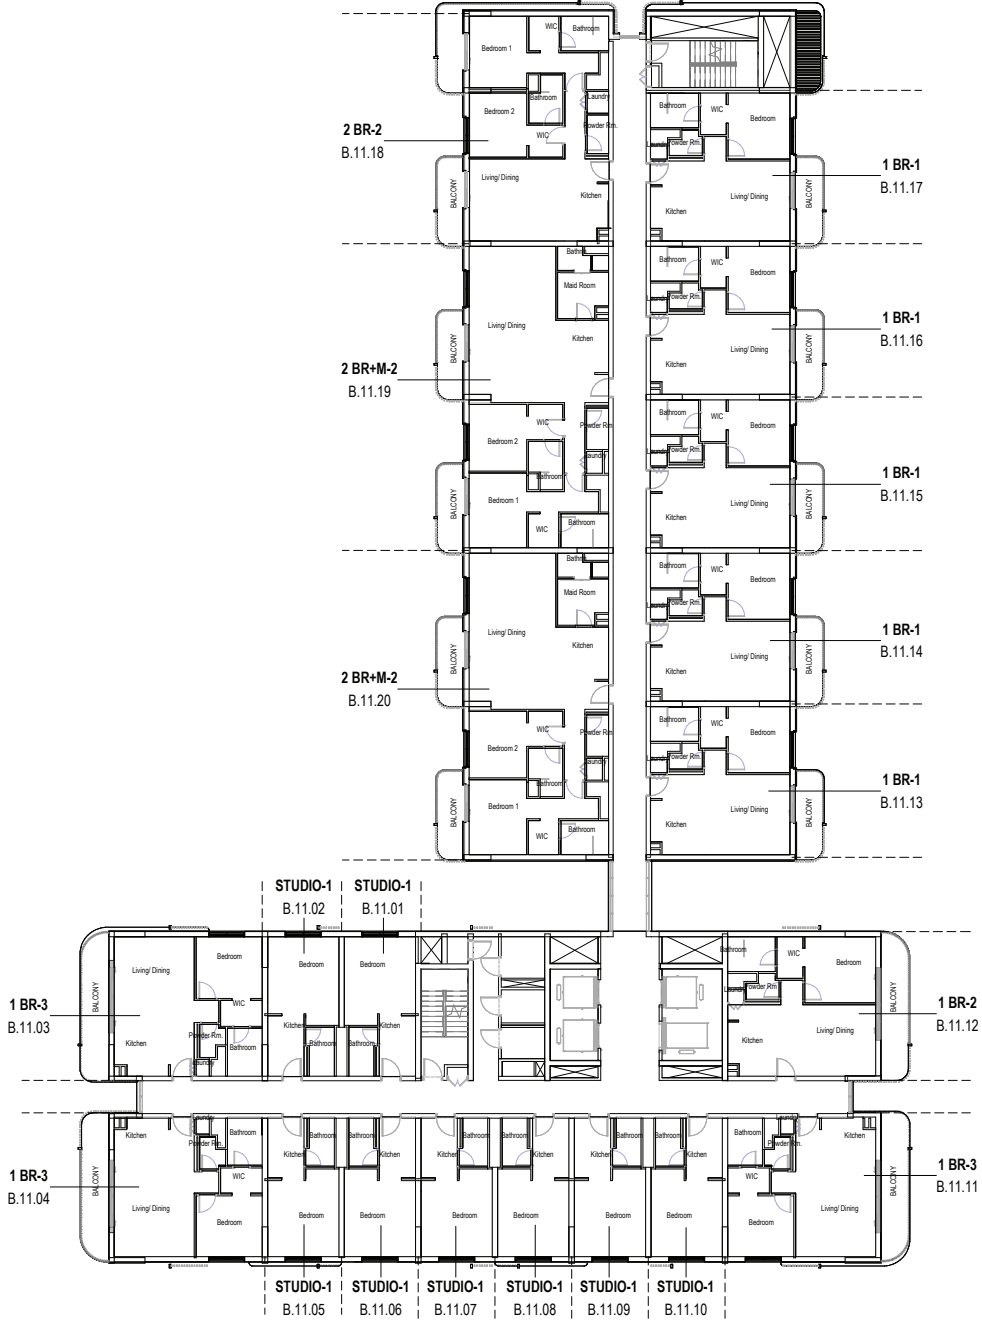 WIC
Bathroom
Bedroom 1
Bathroom
Laundry
Bedroom 2
Powder Rm.
2 BR-2
B.11.18
WIC
Living/ Dining
BALCONY
Kitchen
Bathroom
WIC
Bedroom
Powder Rm.
1 BR-1
B.11.17
BALCONY
Living/ Dining
Kitchen
Maid Room
Living/ Dining
Kitchen
BALCONY
2 BR+M-2
B.11.19
Bathroom
WIC
Bedroom
Powder Rm.
1 BR-1
B.11.16
Living/ Dining
BALCONY
Kitchen
WIC
Powder Rm.
Bedroom 2
Laundry
Bathroom
Bedroom 1
BALCONY
WIC
Bathroom
Bathroom
WIC
Bedroom
Powder Rm.
1 BR-1
B.11.15
Living/ Dining
BALCONY
Kitchen
Maid Room
Living/ Dining
Kitchen
BALCONY
2 BR+M-2
B.11.20
Bathroom
WIC
Bedroom
Powder Rm.
1 BR-1
B.11.14
Living/ Dining
BALCONY
Kitchen
WIC
Powder Rm.
Bedroom 2
Laundry
Bathroom
Bedroom 1
BALCONY
WIC
Bathroom
Bathroom
WIC
Bedroom
Powder Rm.
1 BR-1
B.11.13
Living/ Dining
BALCONY
Kitchen
STUDIO-1 STUDIO-1
B.11.02 B.11.01
Living/ Dining
Bedroom
Bedroom
Bedroom
BALCONY
1 BR-3
B.11.03
WIC
Kitchen
Kitchen
Powder Rm.
Bathroom
Bathroom
Bathroom
Kitchen
Laundry
Bathroom
WIC
Bedroom
Powder Rm.
1 BR-2
B.11.12
Living/ Dining
BALCONY
Kitchen
Laundry
Kitchen
Bathroom
Powder Rm.
Bathroom
Bathroom
Bathroom
Bathroom
Bathroom
Bathroom
Bathroom
Laundry
Kitchen
Powder Rm.
Kitchen
Kitchen
Kitchen
Kitchen
Kitchen
Kitchen
1 BR-3
B.11.04
BALCONY
WIC
WIC
1 BR-3
B.11.11
BALCONY
Living/ Dining
Bedroom
Bedroom
Bedroom
Bedroom
Bedroom
Bedroom
Bedroom
Bedroom
Living/ Dining
STUDIO-1 STUDIO-1 STUDIO-1 STUDIO-1 STUDIO-1 STUDIO-1
B.11.05 B.11.06 B.11.07 B.11.08 B.11.09 B.11.10